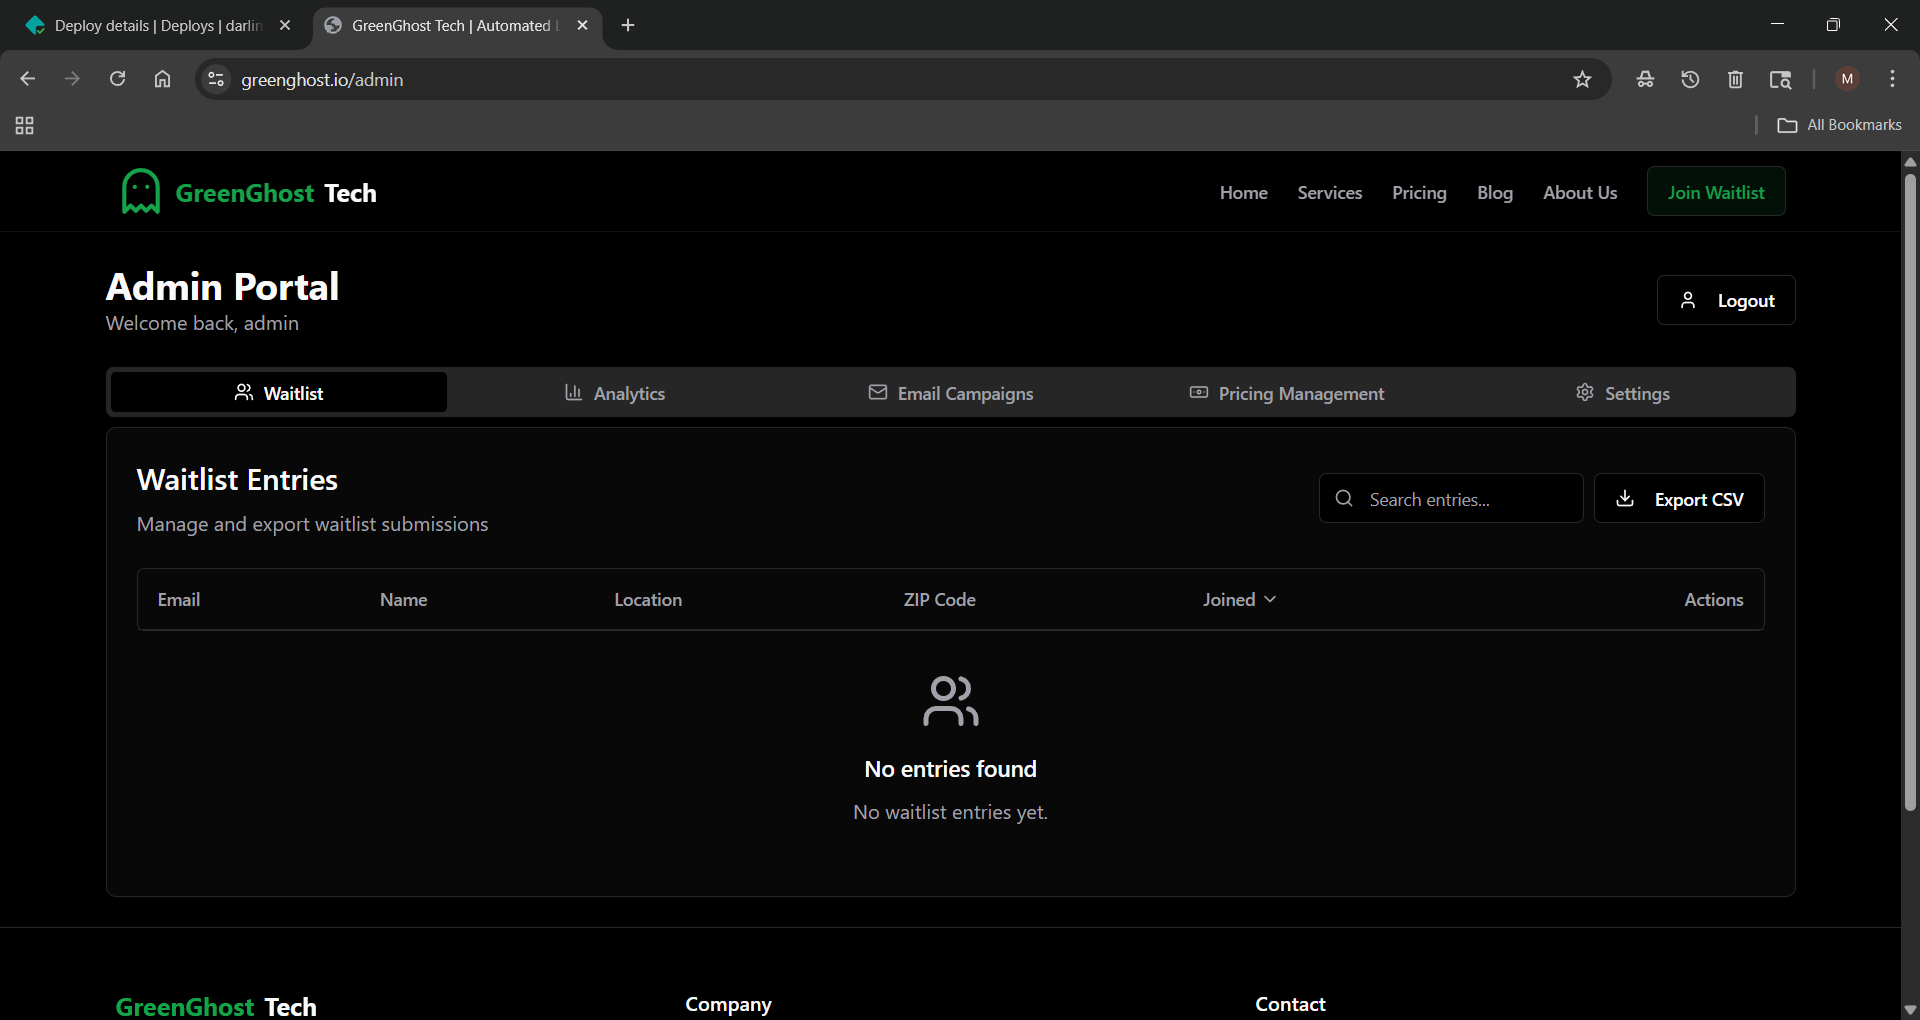 Deploy details | Deploys | darlin
GreenGhost Tech | Automated
greenghost.io/admin
M
All Bookmarks
GreenGhost Tech
Home
Services
Pricing
Blog
About Us
Join Waitlist
Admin Portal
Welcome back, admin
Logout
Waitlist
Analytics
Email Campaigns
Pricing Management
Settings
Waitlist Entries
Manage and export waitlist submissions
Search entries...
Export CSV
Email
Name
Location
ZIP Code
Joined
Actions
No entries found
No waitlist entries yet.
GreenGhost Tech
Company
Contact